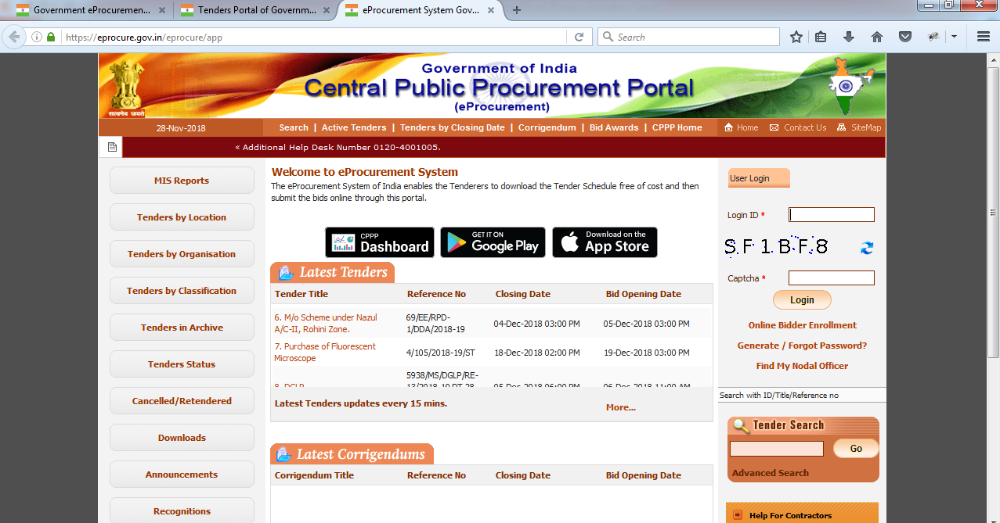 Government eProcuremen...
Tenders Portal of Governm...
eProcurement System Gov...
https://eprocure.gov.in/eprocure/app
Search
Government of India
Central Public Procurement Portal
(eProcurement)
सत्यमेव जयते
28-Nov-2018
Search | Active Tenders | Tenders by Closing Date | Corrigendum | Bid Awards | CPPP Home
Home Contact Us SiteMap
« Additional Help Desk Number 0120-4001005.
MIS Reports
Tenders by Location
Tenders by Organisation
Tenders by Classification
Tenders in Archive
Tenders Status
Cancelled/Retendered
Downloads
Announcements
Recognitions
Welcome to eProcurement System
The eProcurement System of India enables the Tenderers to download the Tender Schedule free of cost and then
submit the bids online through this portal.
CPPP
Dashboard
GET IT ON
Google Play
Download on the
App Store
Latest Tenders
Tender Title Reference No Closing Date Bid Opening Date
6. M/o Scheme under Nazul
A/C-II, Rohini Zone.
69/EE/RPD-
1/DDA/2018-19
04-Dec-2018 03:00 PM
05-Dec-2018 03:00 PM
7. Purchase of Fluorescent
Microscope
4/105/2018-19/ST
18-Dec-2018 02:00 PM
19-Dec-2018 03:00 PM
8. DGLP
5938/MS/DGLP/RE-
13/2018-19 DT 28
05-Dec-2018 06:00 PM
06-Dec-2018 11:00 AM
Latest Tenders updates every 15 mins.
More...
Latest Corrigendums
Corrigendum Title Reference No Closing Date Bid Opening Date
User Login
Login ID *
SF1BF8
Captcha *
Login
Online Bidder Enrollment
Generate / Forgot Password?
Find My Nodal Officer
Search with ID/Title/Reference no
Tender Search
Go
Advanced Search
Help For Contractors